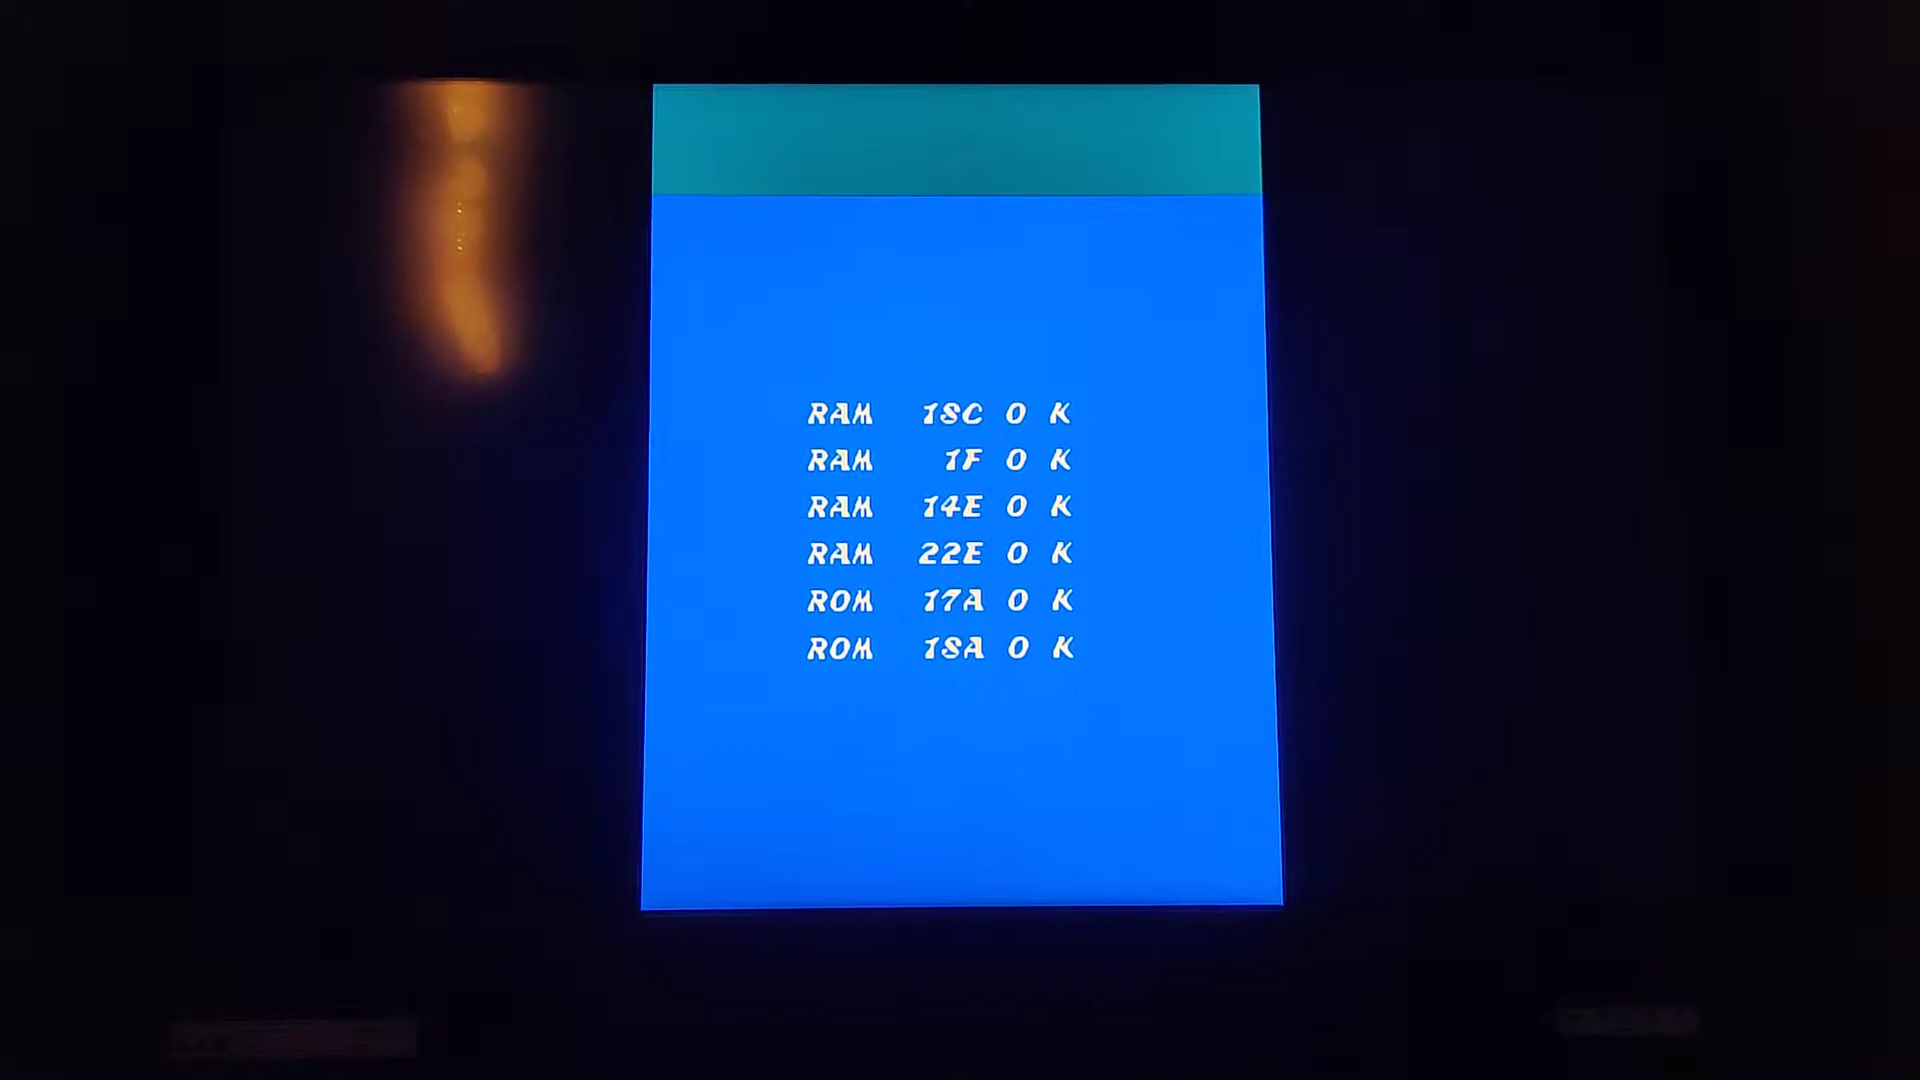 RAM 18C O K
RAM 1F O K
RAM 14E O K
RAM 22E O K
ROM 17A O K
ROM 18A O K